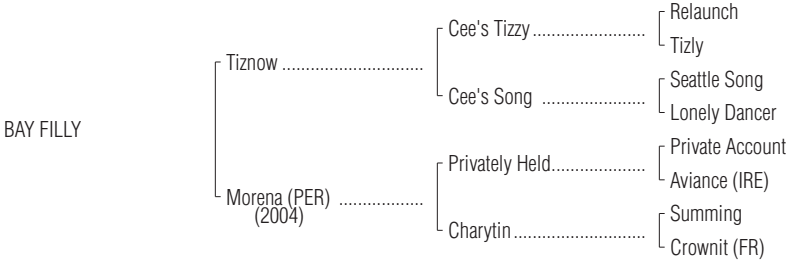 Relaunch
Cee's Tizzy ........................
Tizly
Tiznow ..............................
Seattle Song
Cee's Song ......................
Lonely Dancer
BAY FILLY
Private Account
Privately Held....................
Aviance (IRE)
Morena (PER) ..................
(2004)
Summing
Charytin............................
Crownit (FR)